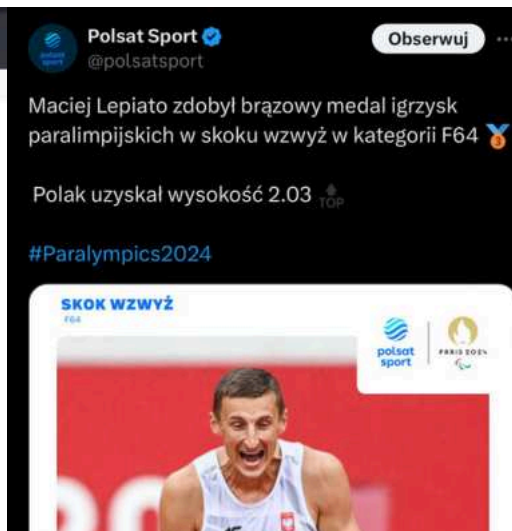 Polsat Sport
Obserwuj
@polsatsport
Maciej Lepiato zdobył brązowy medal igrzysk
paralimpijskich w skoku wzwyż w kategorii F64 🥉
Polak uzyskał wysokość 2.03 🔝
#Paralympics2024
SKOK WZWYŻ
F64
polsat
sport
PARIS 2024